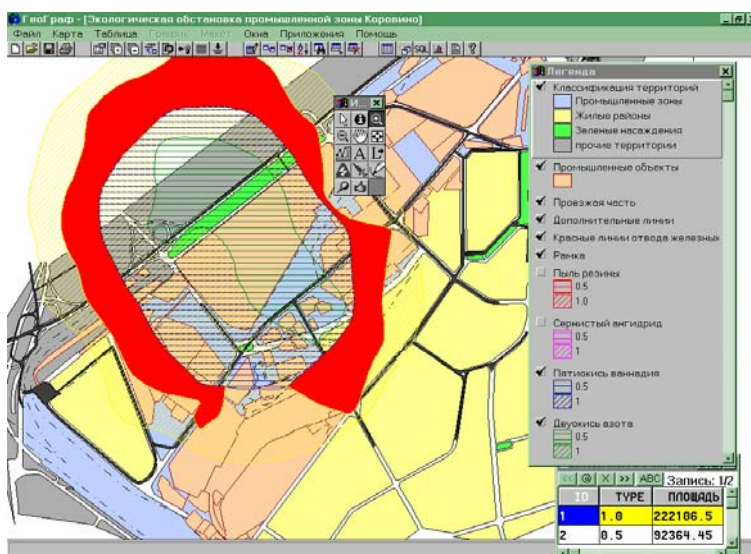 ГеоГраф - [Экологическая обстановка промышленной зоны Коровино]
Файл Карта Таблица График Макет Окна Приложения Помощь
SQL
И...
Легенда
Классификация территорий
Промышленные зоны
Жилые районы
Зеленые насаждения
прочие территории
Промышленные объекты
Проезжая часть
Дополнительные линии
Красные линии отвода железных
Рамка
Пыль резины
0.5
1.0
Сернистый ангидрид
0.5
1
Пятиокись ваннадия
0.5
1
Двуокись азота
0.5
1
<< @ X >> ABC Запись: 1/2
ID TYPE ПЛОЩАДЬ
1 1.0 222106.5
2 0.5 92364.45